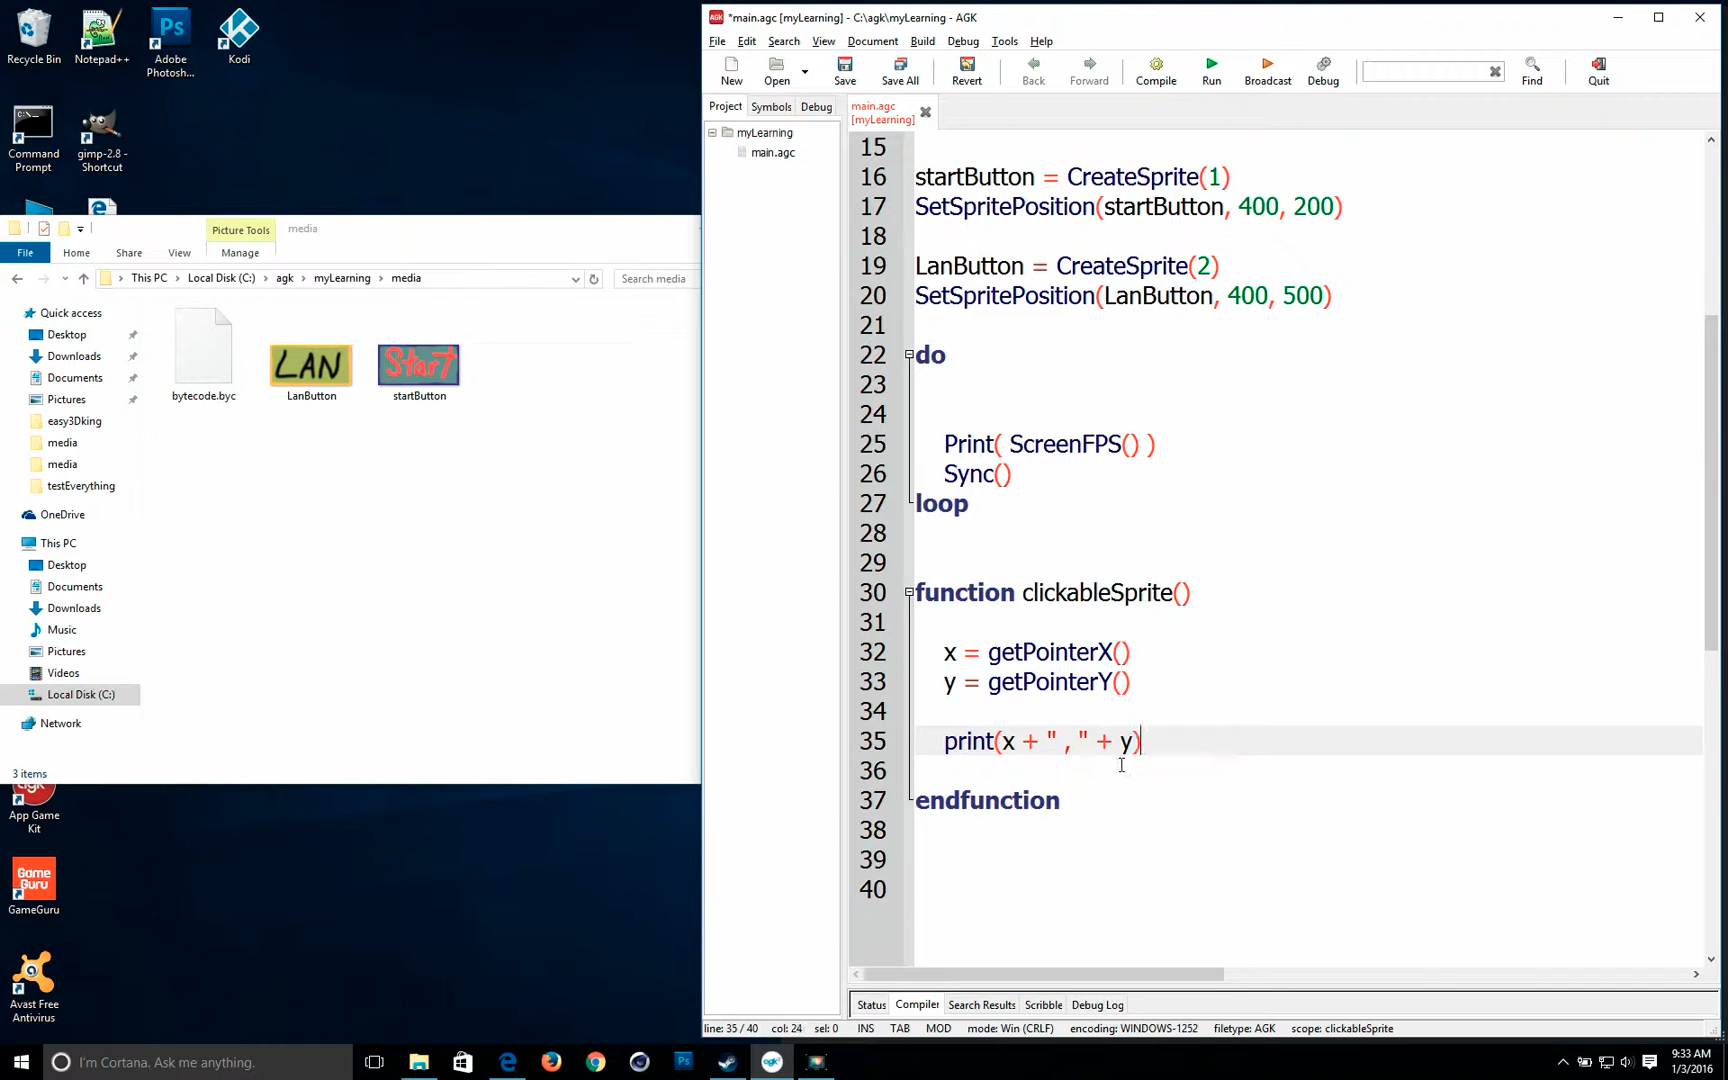 Recycle Bin
Notepad++
Adobe
Photosh...
Kodi
Command
Prompt
gimp-2.8 -
Shortcut
Picture Tools
media
File
Home
Share
View
Manage
This PC
Local Disk (C:)
agk
myLearning
media
Search media
Quick access
Desktop
Downloads
Documents
Pictures
easy3Dking
media
media
testEverything
OneDrive
This PC
Desktop
Documents
Downloads
Music
Pictures
Videos
Local Disk (C:)
Network
LAN
Start
bytecode.byc
LanButton
startButton
3 items
App Game
Kit
GameGuru
GameGuru
Avast Free
Antivirus
AGK
*main.agc [myLearning] - C:\agk\myLearning - AGK
File Edit Search View Document Build Debug Tools Help
New Open Save Save All Revert Back Forward Compile Run Broadcast Debug Find Quit
Project Symbols Debug
myLearning
main.agc
main.agc
[myLearning]
15
16 startButton = CreateSprite(1)
17 SetSpritePosition(startButton, 400, 200)
18
19 LanButton = CreateSprite(2)
20 SetSpritePosition(LanButton, 400, 500)
21
22 do
23
24
25 Print( ScreenFPS() )
26 Sync()
27 loop
28
29
30 function clickableSprite()
31
32 x = getPointerX()
33 y = getPointerY()
34
35 print(x + " , " + y)
36
37 endfunction
38
39
40
Status Compiler Search Results Scribble Debug Log
line: 35 / 40 col: 24 sel: 0 INS TAB MOD mode: Win (CRLF) encoding: WINDOWS-1252 filetype: AGK scope: clickableSprite
I'm Cortana. Ask me anything.
9:33 AM
1/3/2016